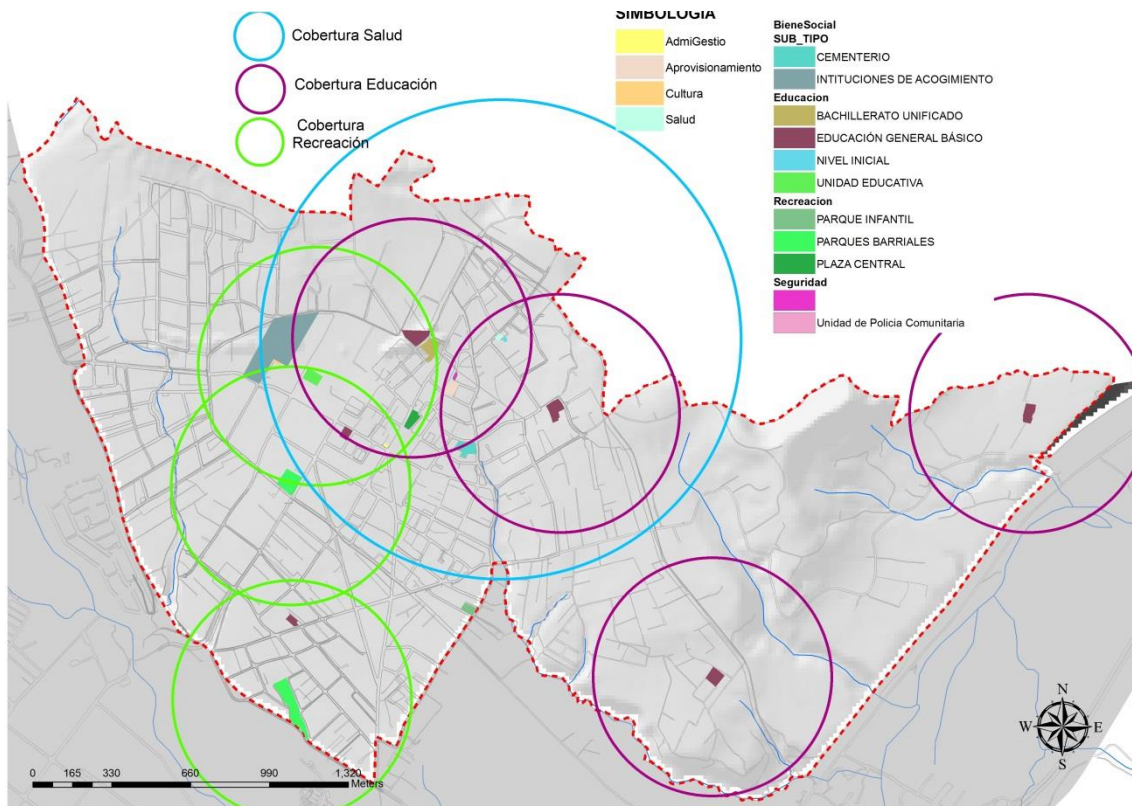 Cobertura Salud
Cobertura Educación
Cobertura
Recreación
SIMBOLOGIA
AdmiGestio
Aprovisionamiento
Cultura
Salud
BieneSocial
SUB_TIPO
CEMENTERIO
INTITUCIONES DE ACOGIMIENTO
Educacion
BACHILLERATO UNIFICADO
EDUCACIÓN GENERAL BÁSICO
NIVEL INICIAL
UNIDAD EDUCATIVA
Recreacion
PARQUE INFANTIL
PARQUES BARRIALES
PLAZA CENTRAL
Seguridad
Unidad de Policia Comunitaria
N
W E
S
0 165 330 660 990 1,320
Meters